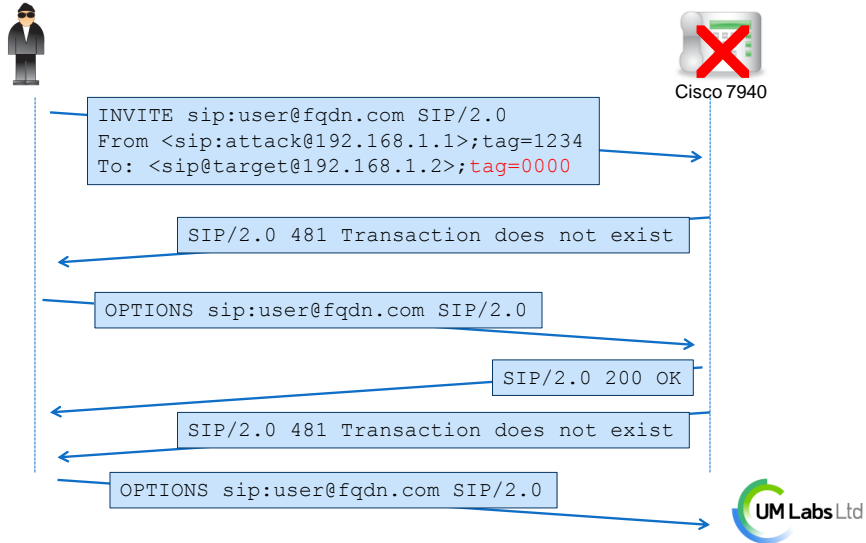 Cisco 7940
INVITE sip:user@fqdn.com SIP/2.0
From <sip:attack@192.168.1.1>;tag=1234
To: <sip@target@192.168.1.2>;tag=0000
SIP/2.0 481 Transaction does not exist
OPTIONS sip:user@fqdn.com SIP/2.0
SIP/2.0 200 OK
SIP/2.0 481 Transaction does not exist
OPTIONS sip:user@fqdn.com SIP/2.0
UM Labs Ltd